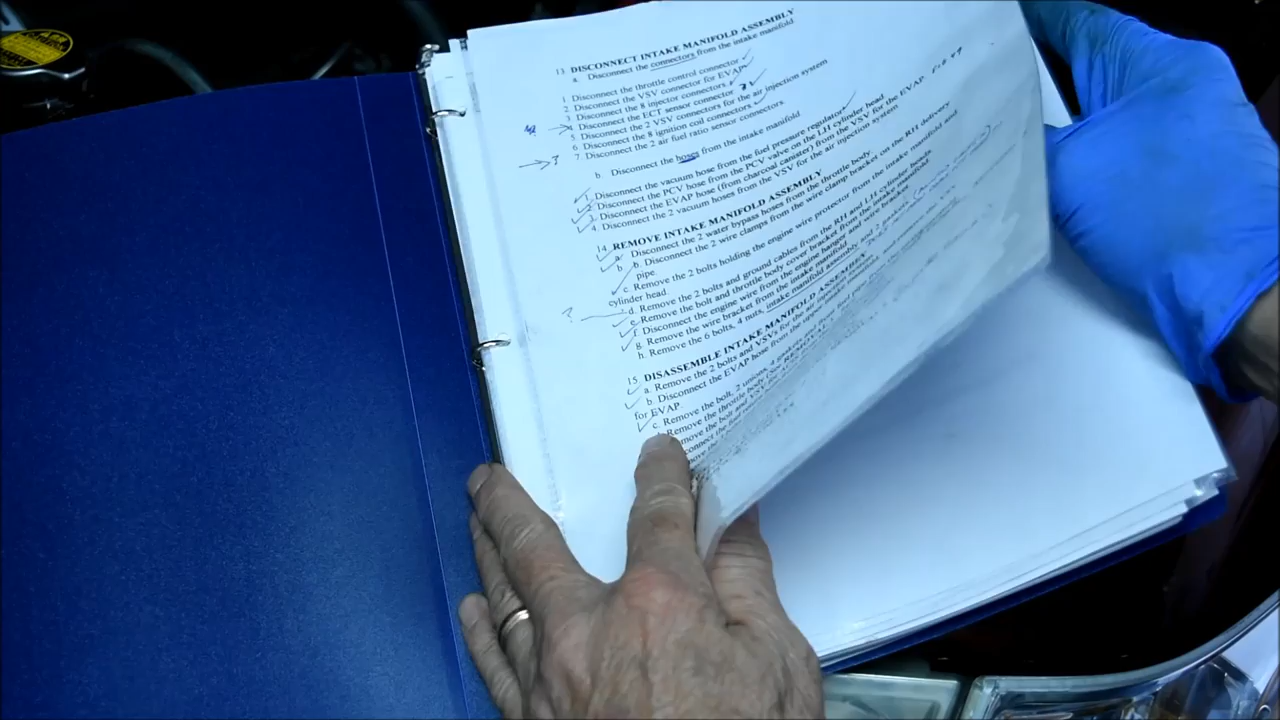 13. DISCONNECT INTAKE MANIFOLD ASSEMBLY
a. Disconnect the connectors from the intake manifold
1 Disconnect the throttle control connector
2 Disconnect the VSV connector for EVAP
3 Disconnect the 8 injector connectors
4 Disconnect the ECT sensor connector
5 Disconnect the 2 VSV connectors for the air injection system
6 Disconnect the 8 ignition coil connectors
7. Disconnect the 2 air fuel ratio sensor connectors.
b. Disconnect the hoses from the intake manifold
1. Disconnect the vacuum hose from the fuel pressure regulator
2. Disconnect the PCV hose from the PCV valve on the LH cylinder head.
3. Disconnect the EVAP hose (from charcoal canister) from the VSV for the EVAP.
4. Disconnect the 2 vacuum hoses from the VSV for the air injection system
14. REMOVE INTAKE MANIFOLD ASSEMBLY
a. Disconnect the 2 water bypass hoses from the throttle body.
b. Disconnect the 2 wire clamps from the wire clamp bracket on the RH delivery
pipe.
c. Remove the 2 bolts holding the engine wire protector from the intake manifold and
cylinder head.
d. Remove the 2 bolts and ground cables from the RH and LH cylinder heads.
e. Remove the bolt and throttle body cover bracket from the intake manifold.
f. Disconnect the engine wire from the engine hanger and wire bracket.
g. Remove the wire bracket from the intake manifold.
h. Remove the 6 bolts, 4 nuts, intake manifold assembly and 2 gaskets.
15. DISASSEMBLE INTAKE MANIFOLD ASSEMBLY
a. Remove the 2 bolts and VSVs for the air injection
b. Disconnect the EVAP hose from the upper
for EVAP.
c. Remove the bolt, 2 unions, 4 gaskets and
Remove the throttle body (See REMOVAL